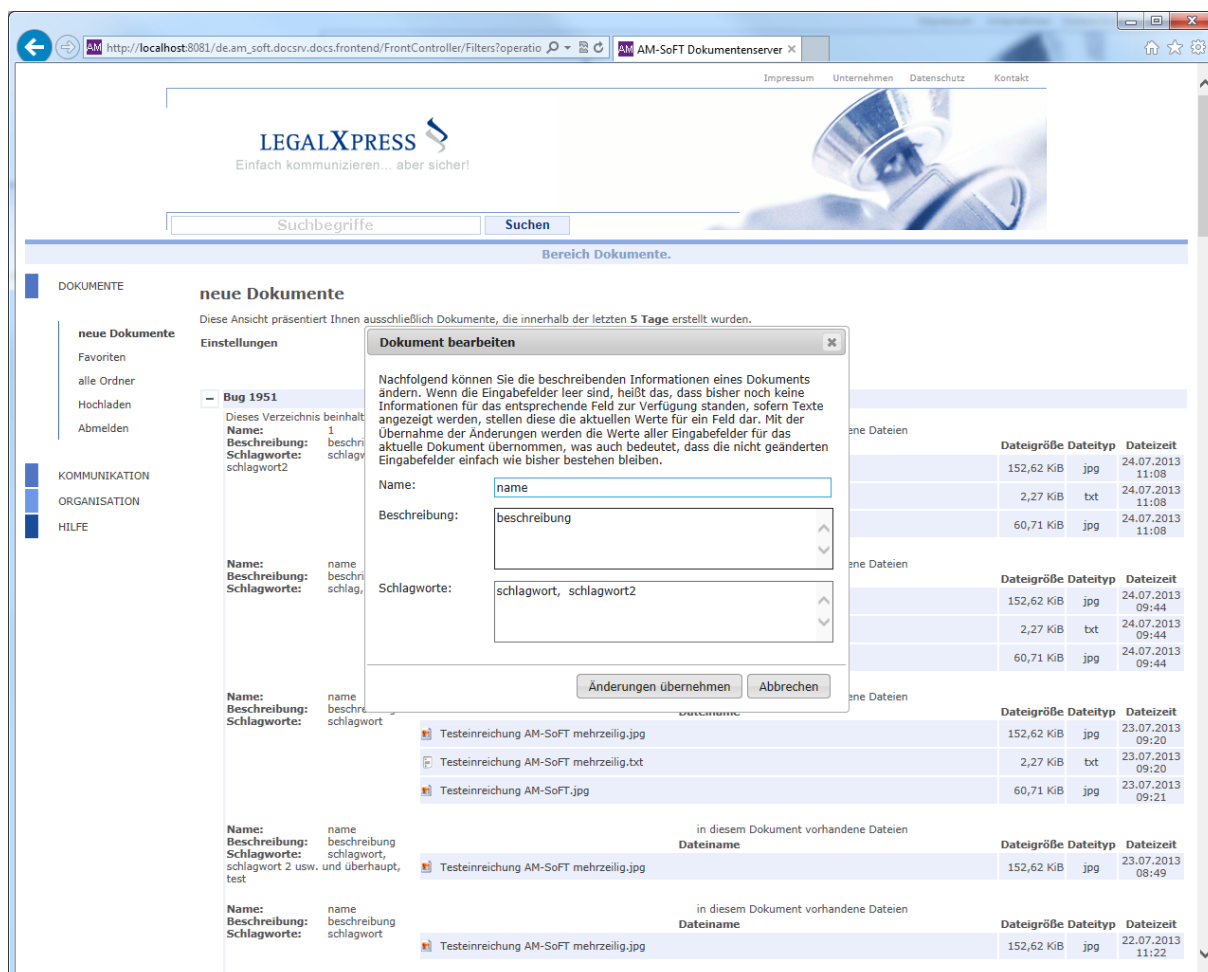 http://localhost:8081/de.am_soft.docsrv.docs.frontend/FrontController/Filters?operatio
AM AM-SoFT Dokumentenserver
Impressum Unternehmen Datenschutz Kontakt
LEGALXPRESS
Einfach kommunizieren... aber sicher!
Suchbegriffe Suchen
Bereich Dokumente.
DOKUMENTE
neue Dokumente
Favoriten
alle Ordner
Hochladen
Abmelden
KOMMUNIKATION
ORGANISATION
HILFE
neue Dokumente
Diese Ansicht präsentiert Ihnen ausschließlich Dokumente, die innerhalb der letzten 5 Tage erstellt wurden.
Einstellungen
Dokument bearbeiten
Nachfolgend können Sie die beschreibenden Informationen eines Dokuments
ändern. Wenn die Eingabefelder leer sind, heißt das, dass bisher noch keine
Informationen für das entsprechende Feld zur Verfügung standen, sofern Texte
angezeigt werden, stellen diese die aktuellen Werte für ein Feld dar. Mit der
Übernahme der Änderungen werden die Werte aller Eingabefelder für das
aktuelle Dokument übernommen, was auch bedeutet, dass die nicht geänderten
Eingabefelder einfach wie bisher bestehen bleiben.
Name: name
Beschreibung: beschreibung
Schlagworte: schlagwort, schlagwort2
Änderungen übernehmen Abbrechen
Bug 1951
Dieses Verzeichnis beinhalt
Name: 1
Beschreibung: beschri
Schlagworte: schlagw
schlagwort2
ene Dateien
Dateigröße Dateityp Dateizeit
152,62 KiB jpg 24.07.2013 11:08
2,27 KiB txt 24.07.2013 11:08
60,71 KiB jpg 24.07.2013 11:08
Name: name
Beschreibung: beschri
Schlagworte: schlag,
ene Dateien
Dateigröße Dateityp Dateizeit
152,62 KiB jpg 24.07.2013 09:44
2,27 KiB txt 24.07.2013 09:44
60,71 KiB jpg 24.07.2013 09:44
Name: name
Beschreibung: beschre
Schlagworte: schlagwort
ene Dateien
Dateiname Dateigröße Dateityp Dateizeit
Testeinreichung AM-SoFT mehrzeilig.jpg 152,62 KiB jpg 23.07.2013 09:20
Testeinreichung AM-SoFT mehrzeilig.txt 2,27 KiB txt 23.07.2013 09:20
Testeinreichung AM-SoFT.jpg 60,71 KiB jpg 23.07.2013 09:21
Name: name
Beschreibung: beschreibung
Schlagworte: schlagwort,
schlagwort 2 usw. und überhaupt,
test
in diesem Dokument vorhandene Dateien
Dateiname Dateigröße Dateityp Dateizeit
Testeinreichung AM-SoFT mehrzeilig.jpg 152,62 KiB jpg 23.07.2013 08:49
Name: name
Beschreibung: beschreibung
Schlagworte: schlagwort
in diesem Dokument vorhandene Dateien
Dateiname Dateigröße Dateityp Dateizeit
Testeinreichung AM-SoFT mehrzeilig.jpg 152,62 KiB jpg 22.07.2013 11:22